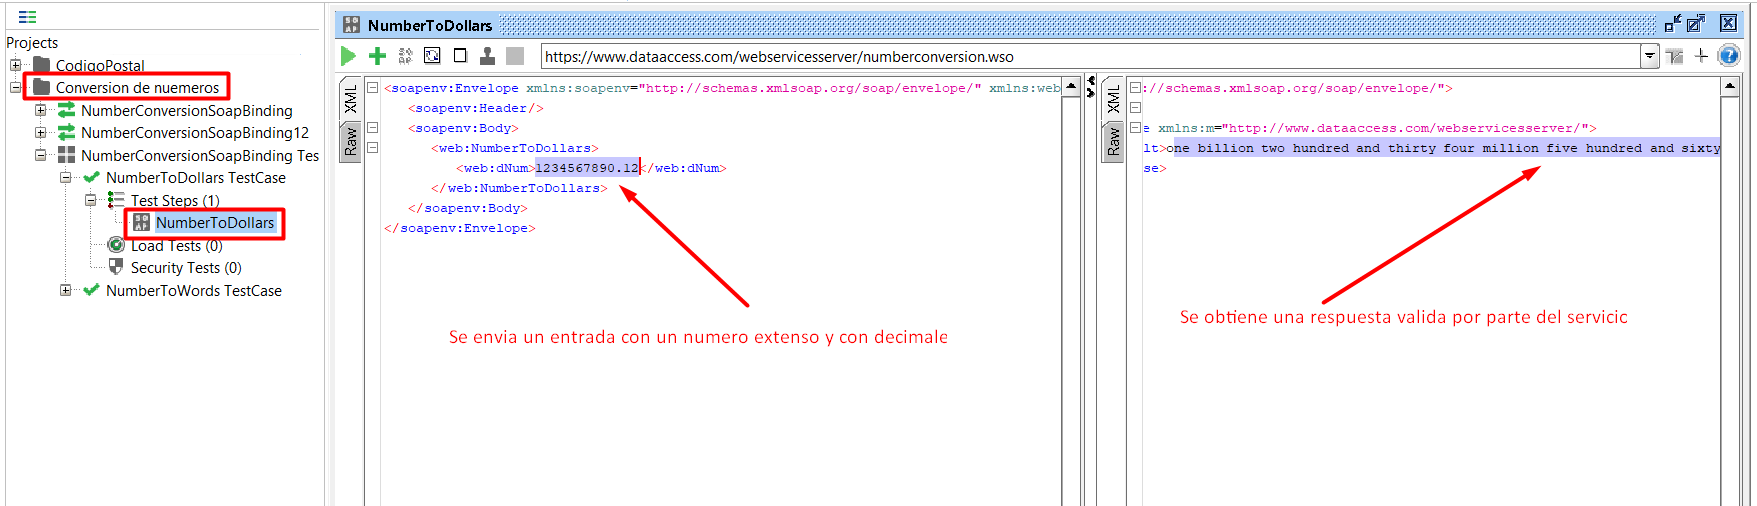 NumberToDollars
https://www.dataaccess.com/webservicesserver/numberconversion.wso
Projects
CodigoPostal
Conversion de nuemeros
NumberConversionSoapBinding
NumberConversionSoapBinding12
NumberConversionSoapBinding Tes
NumberToDollars TestCase
Test Steps (1)
NumberToDollars
Load Tests (0)
Security Tests (0)
NumberToWords TestCase
XML
Raw
<soapenv:Envelope xmlns:soapenv="http://schemas.xmlsoap.org/soap/envelope/" xmlns:web
<soapenv:Header/>
<soapenv:Body>
<web:NumberToDollars>
<web:dNum>1234567890.12</web:dNum>
</web:NumberToDollars>
</soapenv:Body>
</soapenv:Envelope>
Se envia un entrada con un numero extenso y con decimale
XML
Raw
://schemas.xmlsoap.org/soap/envelope/">
e xmlns:m="http://www.dataaccess.com/webservicesserver/">
lt>one billion two hundred and thirty four million five hundred and sixty
se>
Se obtiene una respuesta valida por parte del servicic